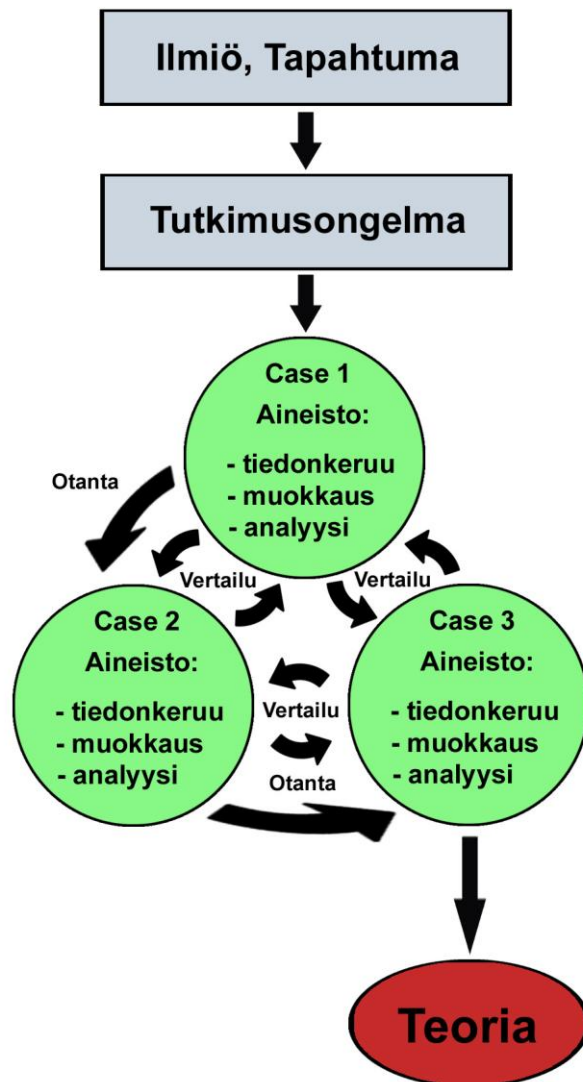 Ilmiö, Tapahtuma
Tutkimusongelma
Case 1
Aineisto:
- tiedonkeruu
- muokkaus
- analyysi
Otanta
Vertailu
Vertailu
Case 2
Aineisto:
- tiedonkeruu
- muokkaus
- analyysi
Vertailu
Otanta
Case 3
Aineisto:
- tiedonkeruu
- muokkaus
- analyysi
Teoria